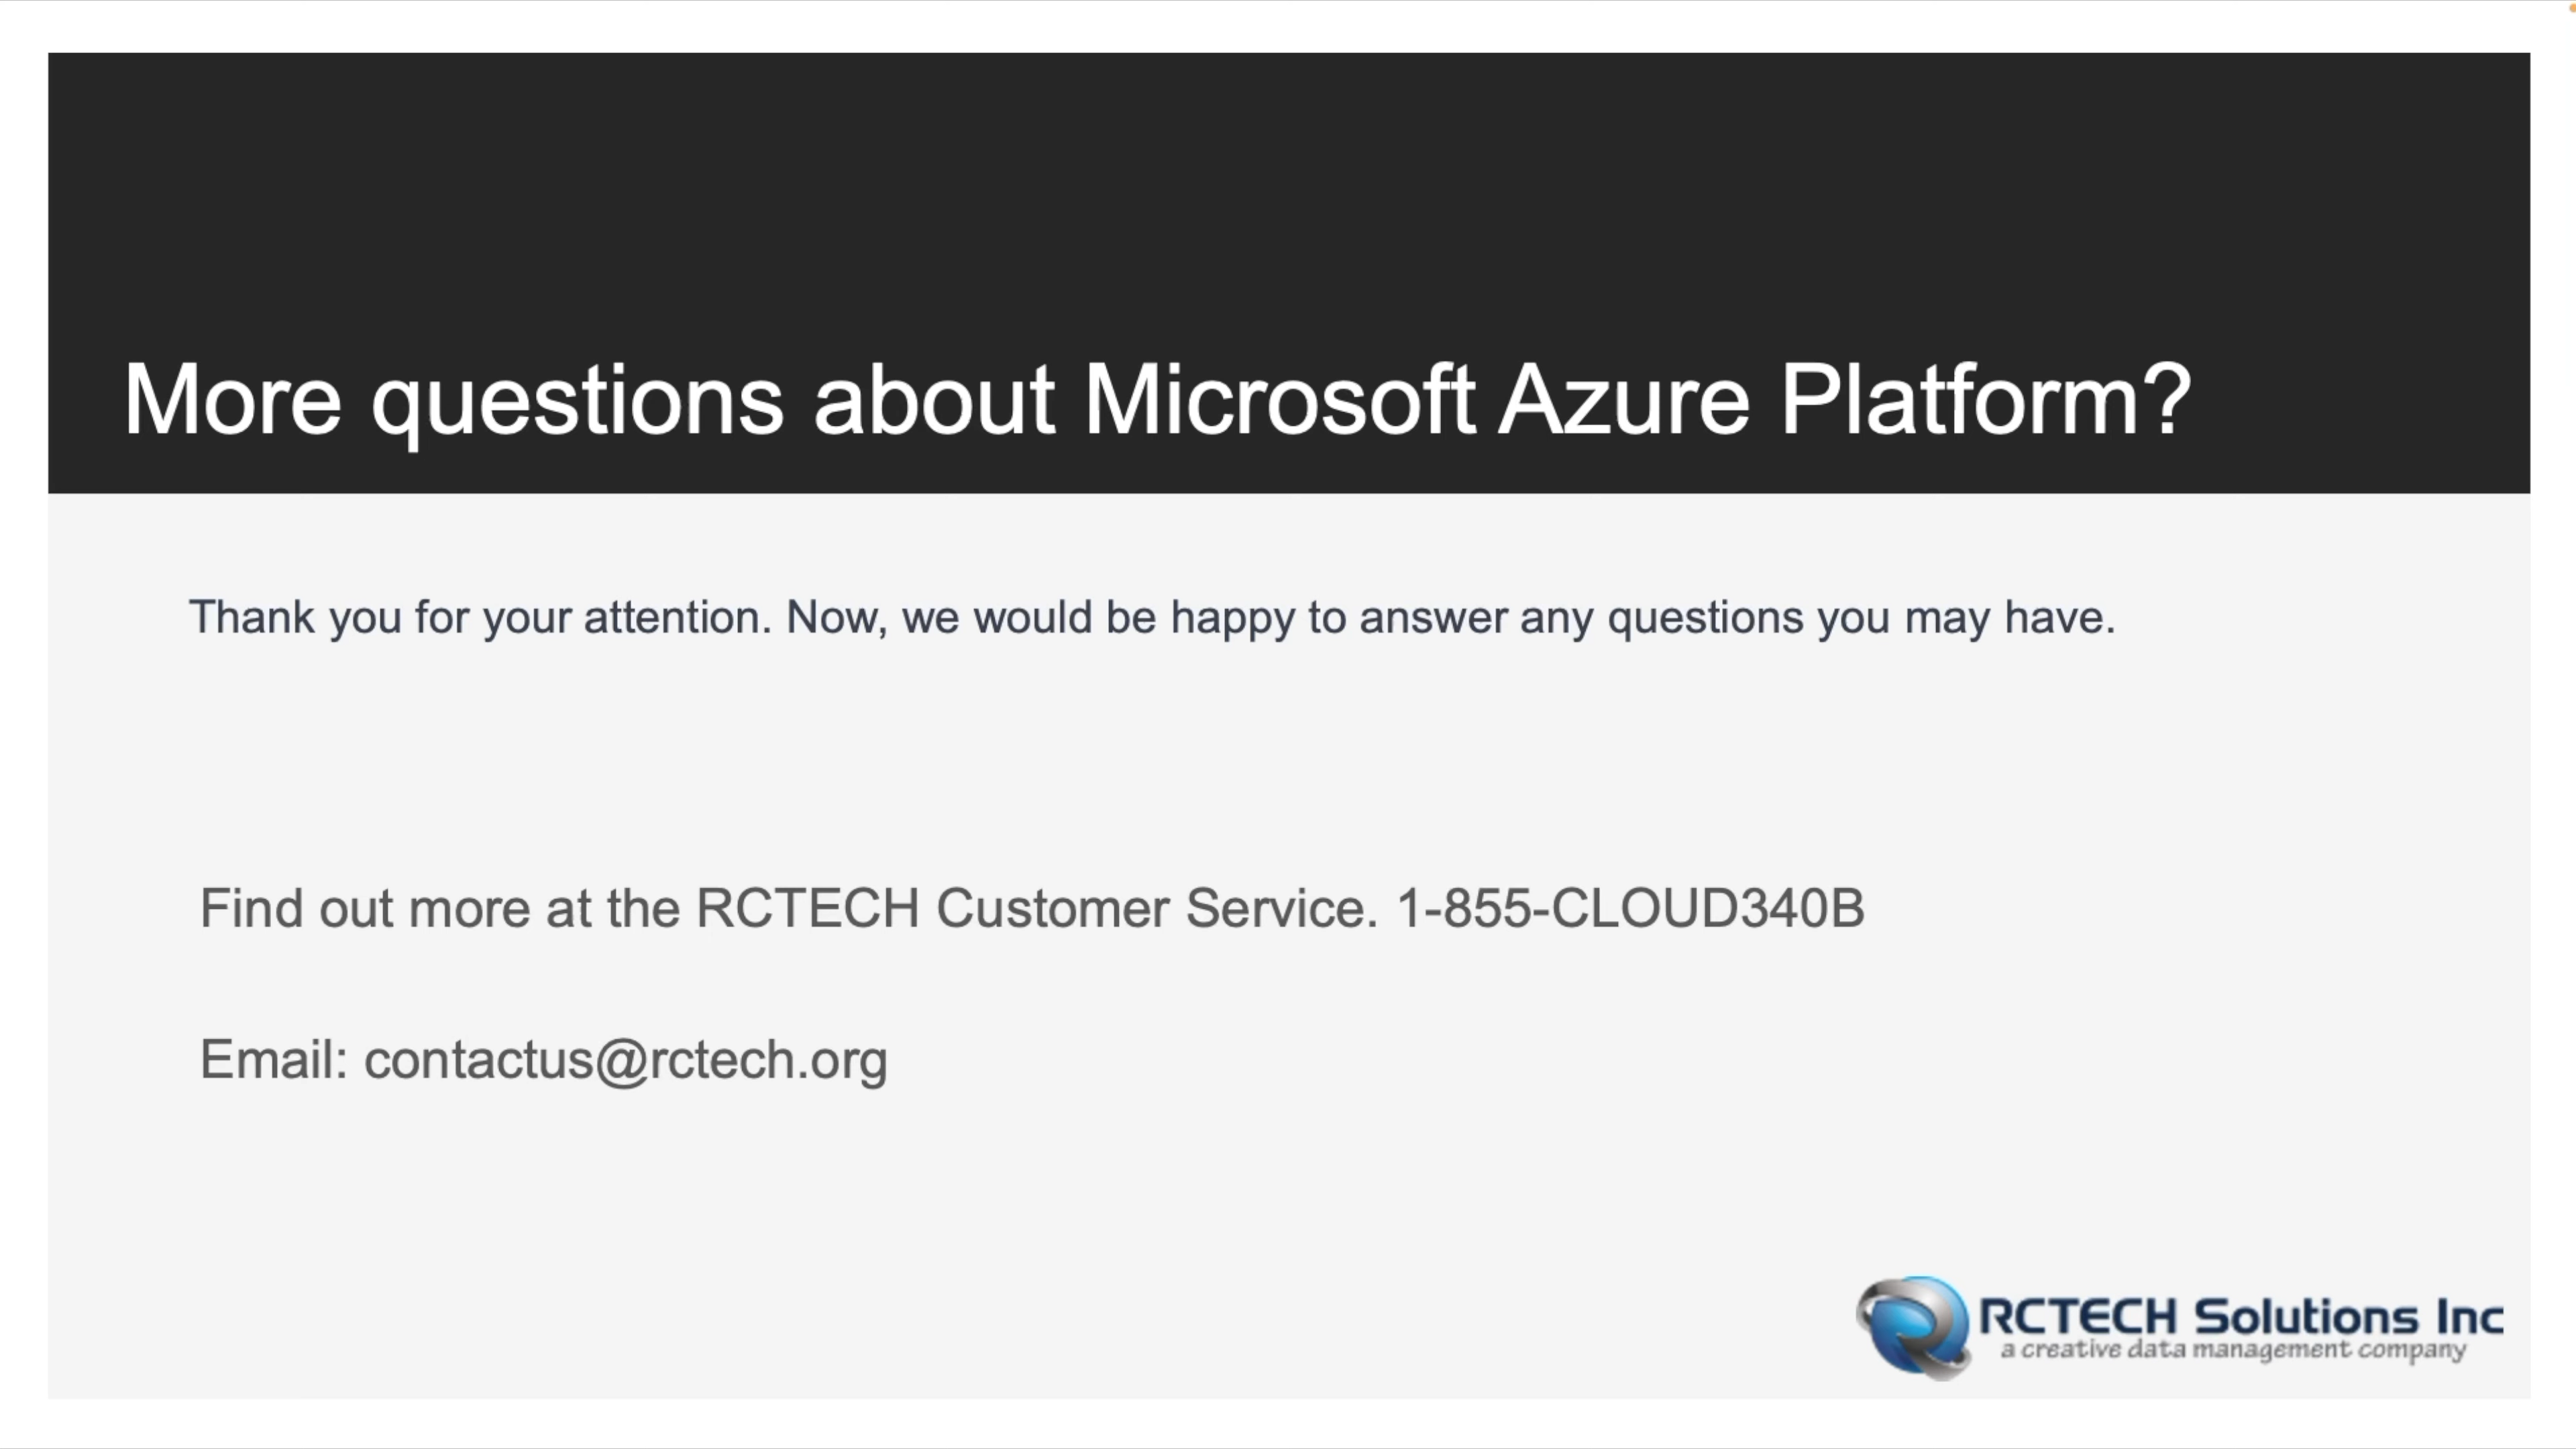 More questions about Microsoft Azure Platform?
Thank you for your attention. Now, we would be happy to answer any questions you may have.
Find out more at the RCTECH Customer Service. 1-855-CLOUD340B
Email: contactus@rctech.org
RCTECH Solutions Inc
a creative data management company